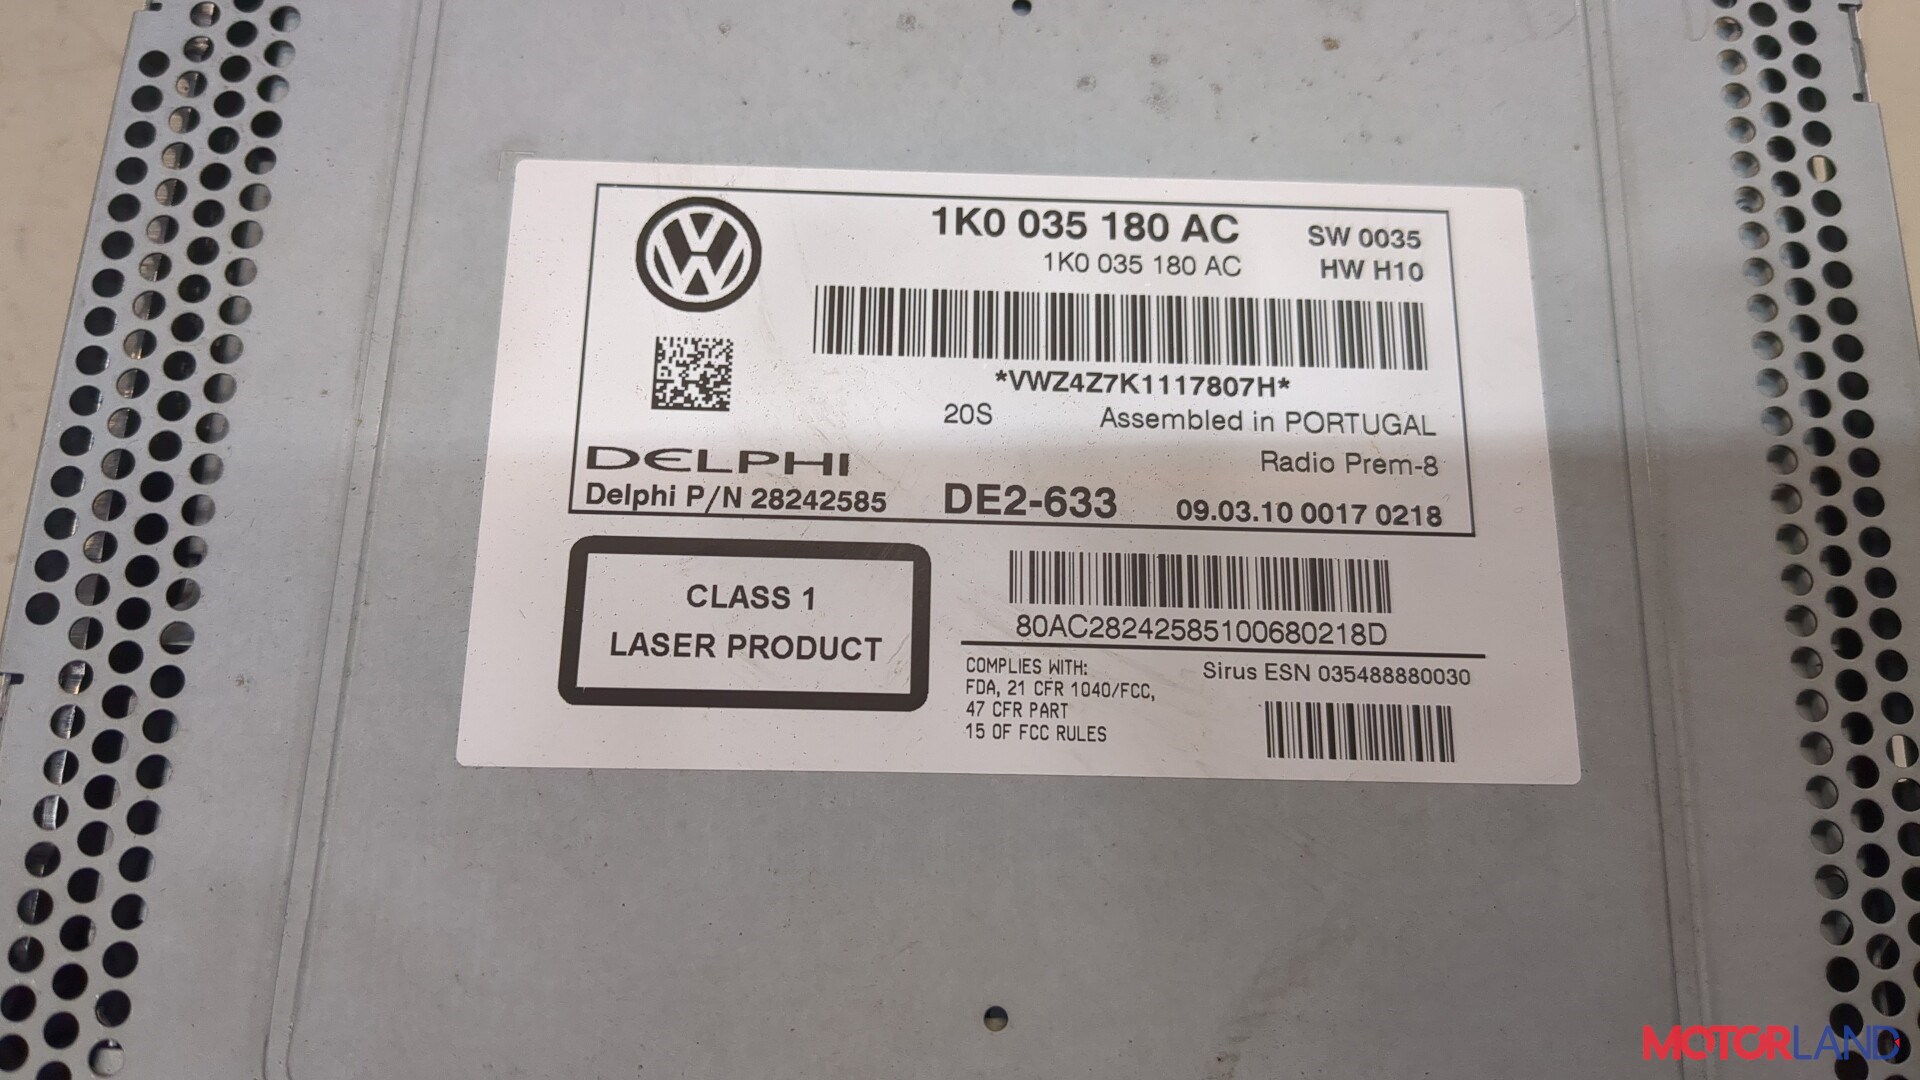 1K0 035 180 AC
SW 0035
1K0 035 180 AC
HW H10
*VWZ4Z7K1117807H*
20S
Assembled in PORTUGAL
DELPHI
Radio Prem-8
Delphi P/N 28242585
DE2-633
09.03.10 0017 0218
CLASS 1
LASER PRODUCT
80AC28242585100680218D
COMPLIES WITH:
FDA, 21 CFR 1040/FCC,
47 CFR PART
15 OF FCC RULES
Sirus ESN 035488880030
MOTORLAND